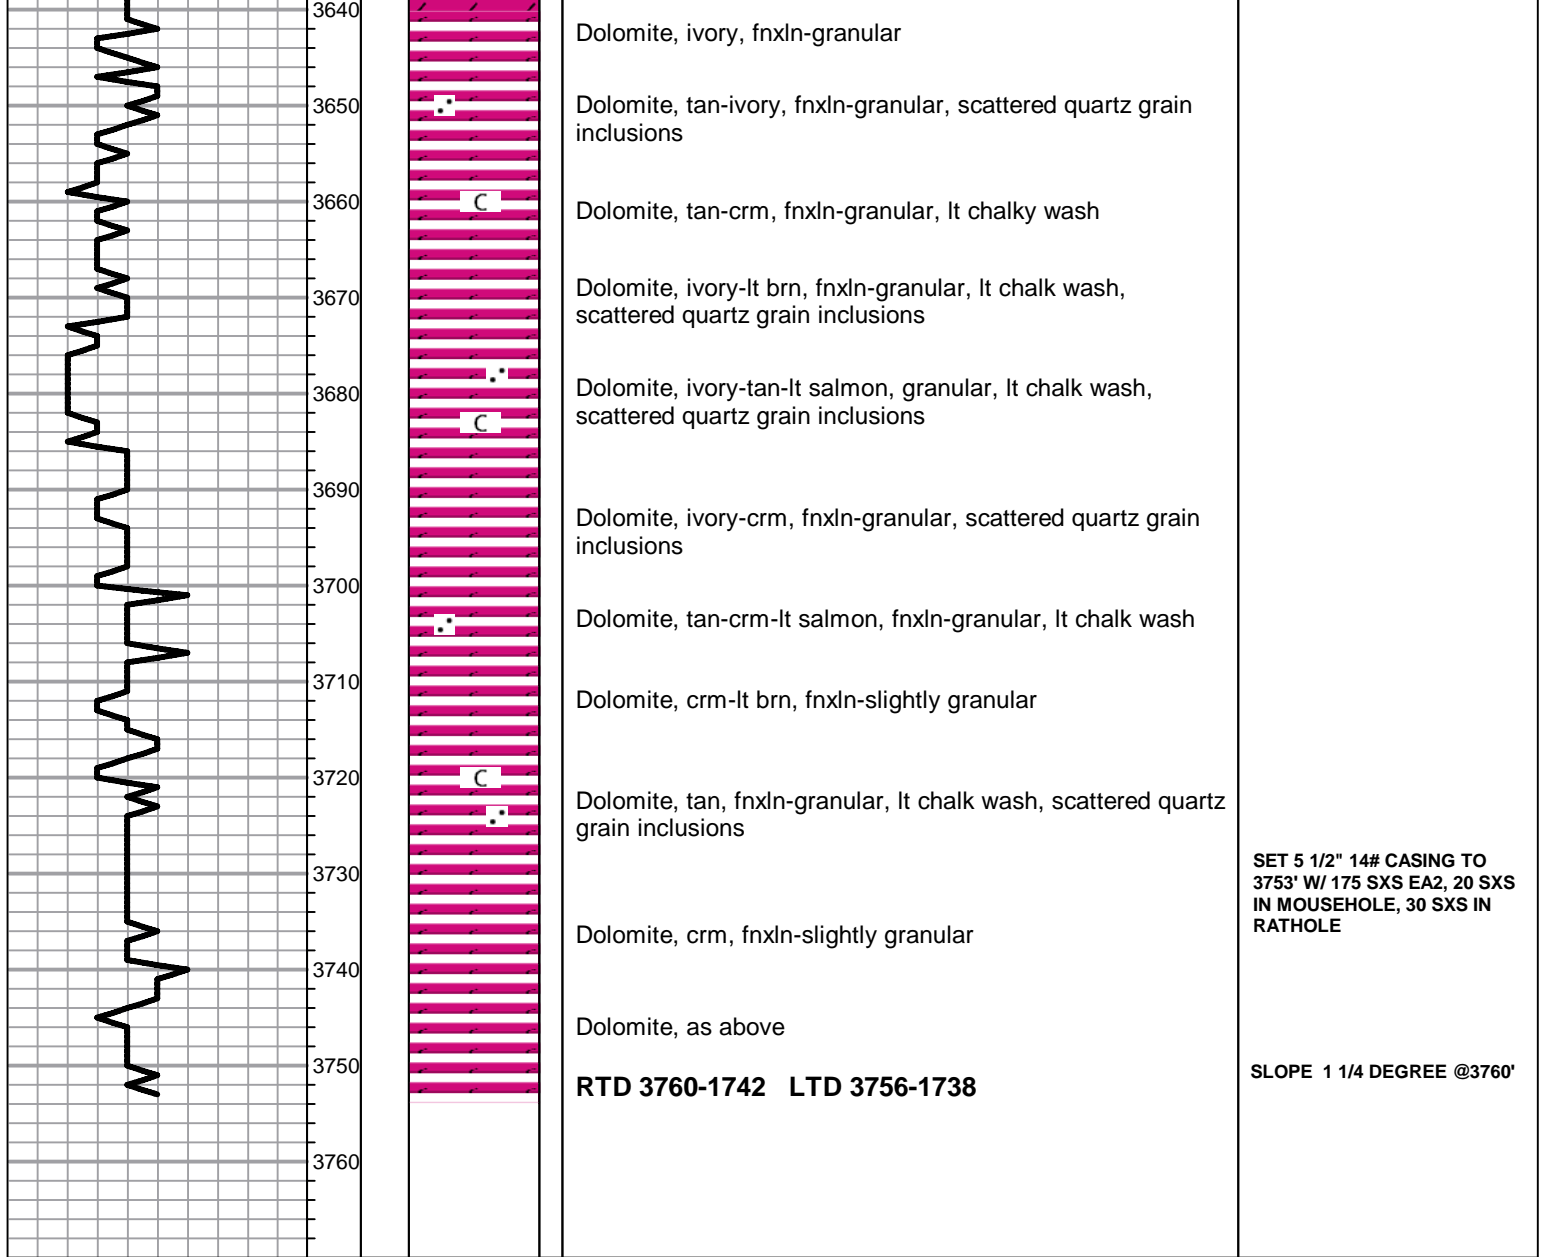 3640
Dolomite, ivory, fnxln-granular
3650
Dolomite, tan-ivory, fnxln-granular, scattered quartz grain
inclusions
3660
C
Dolomite, tan-crm, fnxln-granular, lt chalky wash
3670
Dolomite, ivory-lt brn, fnxln-granular, lt chalk wash,
scattered quartz grain inclusions
3680
Dolomite, ivory-tan-lt salmon, granular, lt chalk wash,
scattered quartz grain inclusions
C
3690
Dolomite, ivory-crm, fnxln-granular, scattered quartz grain
inclusions
3700
Dolomite, tan-crm-lt salmon, fnxln-granular, lt chalk wash
3710
Dolomite, crm-lt brn, fnxln-slightly granular
3720
C
Dolomite, tan, fnxln-granular, lt chalk wash, scattered quartz
grain inclusions
3730
SET 5 1/2" 14# CASING TO
3753' W/ 175 SXS EA2, 20 SXS
IN MOUSEHOLE, 30 SXS IN
RATHOLE
Dolomite, crm, fnxln-slightly granular
3740
Dolomite, as above
3750
SLOPE 1 1/4 DEGREE @3760'
RTD 3760-1742 LTD 3756-1738
3760